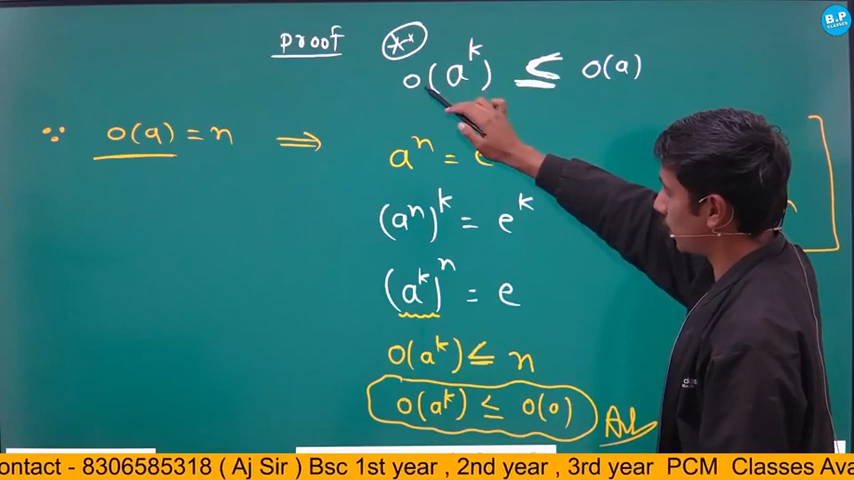 B.P
CLASSES
Proof
o(a^k) ≤ o(a)
∵ o(a) = n ⟹ a^n = e
(a^n)^k = e^k
(a^k)^n = e
o(a^k) ≤ n
o(a^k) ≤ o(a)
ontact - 8306585318 ( Aj Sir ) Bsc 1st year , 2nd year , 3rd year PCM Classes Ava